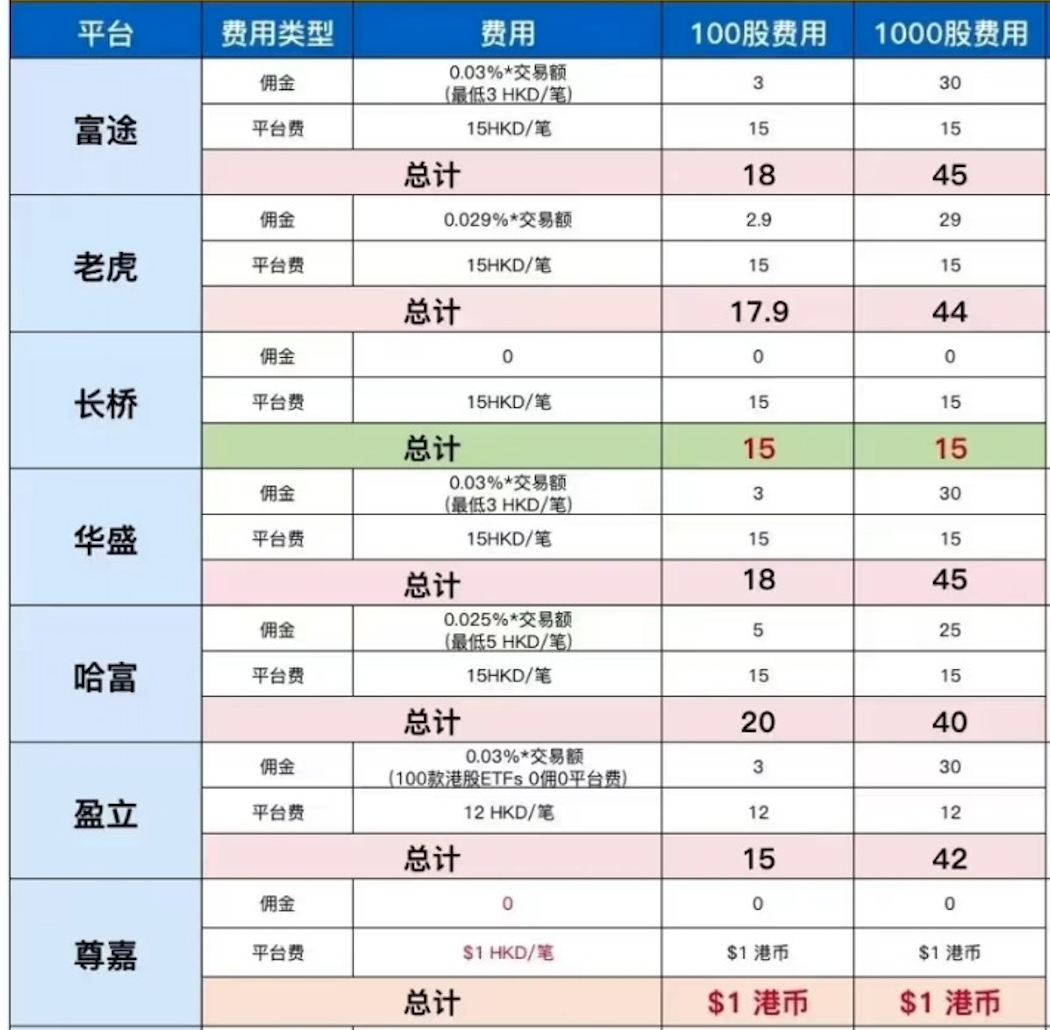 平台 费用类型 费用 100股费用 1000股费用
富途
佣金 0.03%*交易额 3 30
(最低3 HKD/笔)
平台费 15HKD/笔 15 15
总计 18 45
老虎
佣金 0.029%*交易额 2.9 29
平台费 15HKD/笔 15 15
总计 17.9 44
长桥
佣金 0 0 0
平台费 15HKD/笔 15 15
总计 15 15
华盛
佣金 0.03%*交易额 3 30
(最低3 HKD/笔)
平台费 15HKD/笔 15 15
总计 18 45
哈富
佣金 0.025%*交易额 5 25
(最低5 HKD/笔)
平台费 15HKD/笔 15 15
总计 20 40
盈立
佣金 0.03%*交易额 3 30
(100款港股ETFs 0佣0平台费)
平台费 12 HKD/笔 12 12
总计 15 42
尊嘉
佣金 0 0 0
平台费 $1 HKD/笔 $1 港币 $1 港币
总计 $1 港币 $1 港币